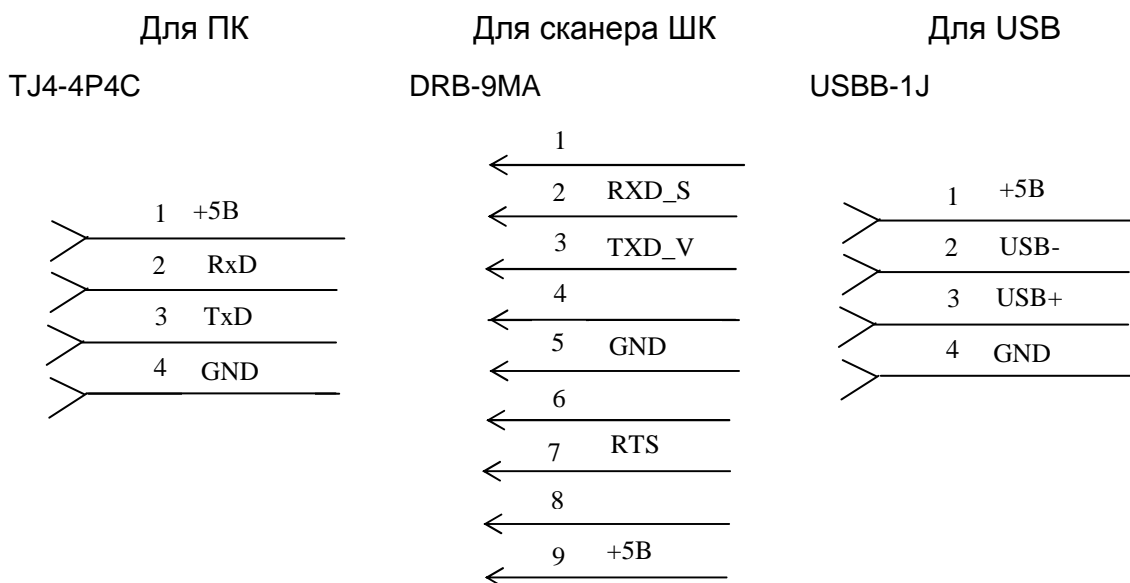 Для ПК
TJ4-4P4C
1 +5В
2 RxD
3 TxD
4 GND
Для сканера ШК
DRB-9MA
1
2 RXD_S
3 TXD_V
4
5 GND
6
7 RTS
8
9 +5В
Для USB
USBB-1J
1 +5В
2 USB-
3 USB+
4 GND